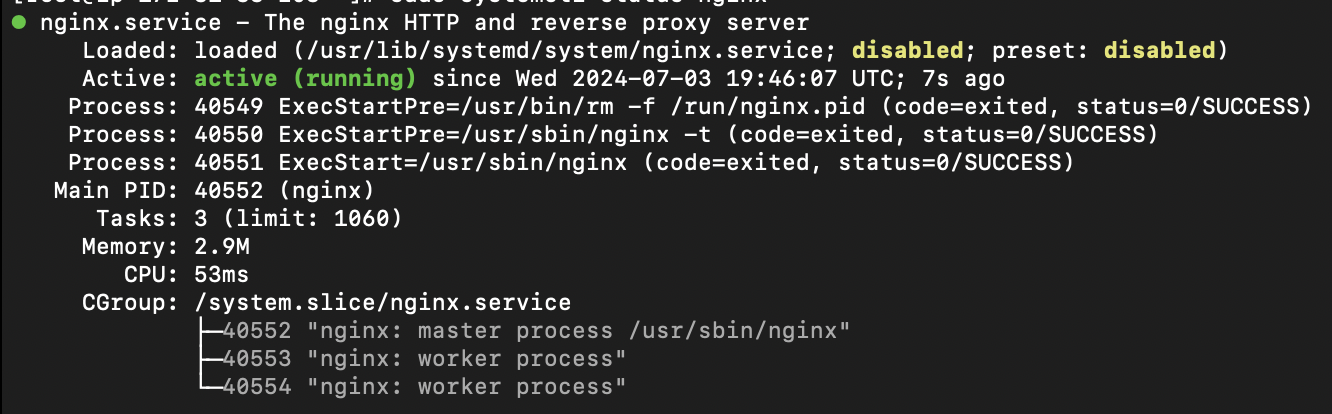 ● nginx.service - The nginx HTTP and reverse proxy server
Loaded: loaded (/usr/lib/systemd/system/nginx.service; disabled; preset: disabled)
Active: active (running) since Wed 2024-07-03 19:46:07 UTC; 7s ago
Process: 40549 ExecStartPre=/usr/bin/rm -f /run/nginx.pid (code=exited, status=0/SUCCESS)
Process: 40550 ExecStartPre=/usr/sbin/nginx -t (code=exited, status=0/SUCCESS)
Process: 40551 ExecStart=/usr/sbin/nginx (code=exited, status=0/SUCCESS)
Main PID: 40552 (nginx)
Tasks: 3 (limit: 1060)
Memory: 2.9M
CPU: 53ms
CGroup: /system.slice/nginx.service
├─40552 "nginx: master process /usr/sbin/nginx"
├─40553 "nginx: worker process"
└─40554 "nginx: worker process"